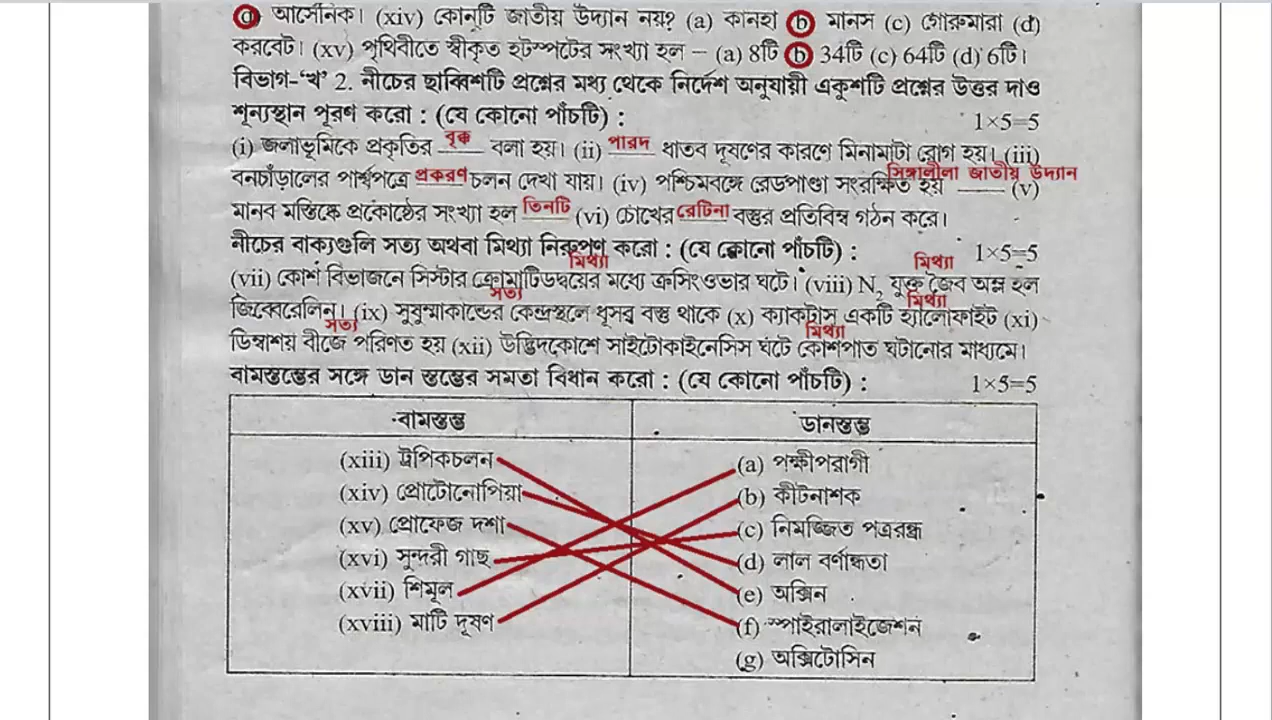 (d) আর্সেনিক। (xiv) কোন্‌টি জাতীয় উদ্যান নয়? (a) কানহা (b) মানস (c) গোরুমারা (d)
করবেট। (xv) পৃথিবীতে স্বীকৃত হটস্পটের সংখ্যা হল – (a) 8টি (b) 34টি (c) 64টি (d) 6টি।
বিভাগ-‘খ’ 2. নীচের ছাব্বিশটি প্রশ্নের মধ্য থেকে নির্দেশ অনুযায়ী একুশটি প্রশ্নের উত্তর দাও
শূন্যস্থান পূরণ করো : (যে কোনো পাঁচটি) : 1×5=5
(i) জলাভূমিকে প্রকৃতির বৃক্ক বলা হয়। (ii) পারদ ধাতব দূষণের কারণে মিনামাটা রোগ হয়। (iii)
বনচাঁড়ালের পার্শ্বপত্রে প্রকরণ চলন দেখা যায়। (iv) পশ্চিমবঙ্গে রেডপাণ্ডা সংরক্ষিত হয় সিঙ্গালীলা জাতীয় উদ্যান (v)
মানব মস্তিষ্কে প্রকোষ্ঠের সংখ্যা হল তিনটি (vi) চোখের রেটিনা বস্তুর প্রতিবিম্ব গঠন করে।
নীচের বাক্যগুলি সত্য অথবা মিথ্যা নিরূপণ করো : (যে কোনো পাঁচটি) : 1×5=5
মিথ্যা মিথ্যা
(vii) কোশ বিভাজনে সিস্টার ক্রোমাটিডদ্বয়ের মধ্যে ক্রসিংওভার ঘটে। (viii) N₂ যুক্ত জৈব অম্ল হল
সত্য মিথ্যা
জিব্বেরেলিন। (ix) সুষুম্নাকাণ্ডের কেন্দ্রস্থলে ধূসর বস্তু থাকে (x) ক্যাকটাস একটি হ্যালোফাইট (xi)
সত্য মিথ্যা
ডিম্বাশয় বীজে পরিণত হয় (xii) উদ্ভিদকোশে সাইটোকাইনেসিস ঘটে কোশপাত ঘটানোর মাধ্যমে।
বামস্তম্ভের সঙ্গে ডান স্তম্ভের সমতা বিধান করো : (যে কোনো পাঁচটি) : 1×5=5
বামস্তম্ভ ডানস্তম্ভ
(xiii) ট্রপিকচলন (a) পক্ষীপরাগী
(xiv) প্রোটোনোপিয়া (b) কীটনাশক
(xv) প্রোফেজ দশা (c) নিমজ্জিত পত্ররন্ধ্র
(xvi) সুন্দরী গাছ (d) লাল বর্ণান্ধতা
(xvii) শিমূল (e) অক্সিন
(xviii) মাটি দূষণ (f) স্পাইরালাইজেশন
(g) অক্সিটোসিন